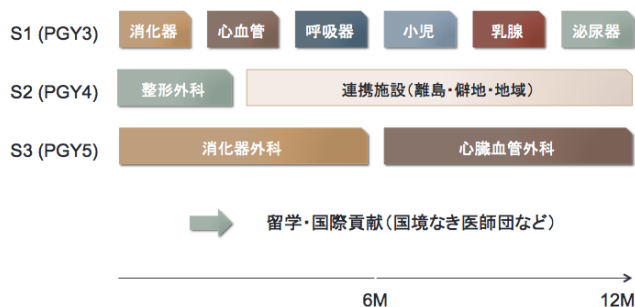 S1 (PGY3) 消化器 心血管 呼吸器 小児 乳腺 泌尿器
S2 (PGY4) 整形外科 連携施設（離島・僻地・地域）
S3 (PGY5) 消化器外科 心臓血管外科
留学・国際貢献（国境なき医師団など）
6M 12M